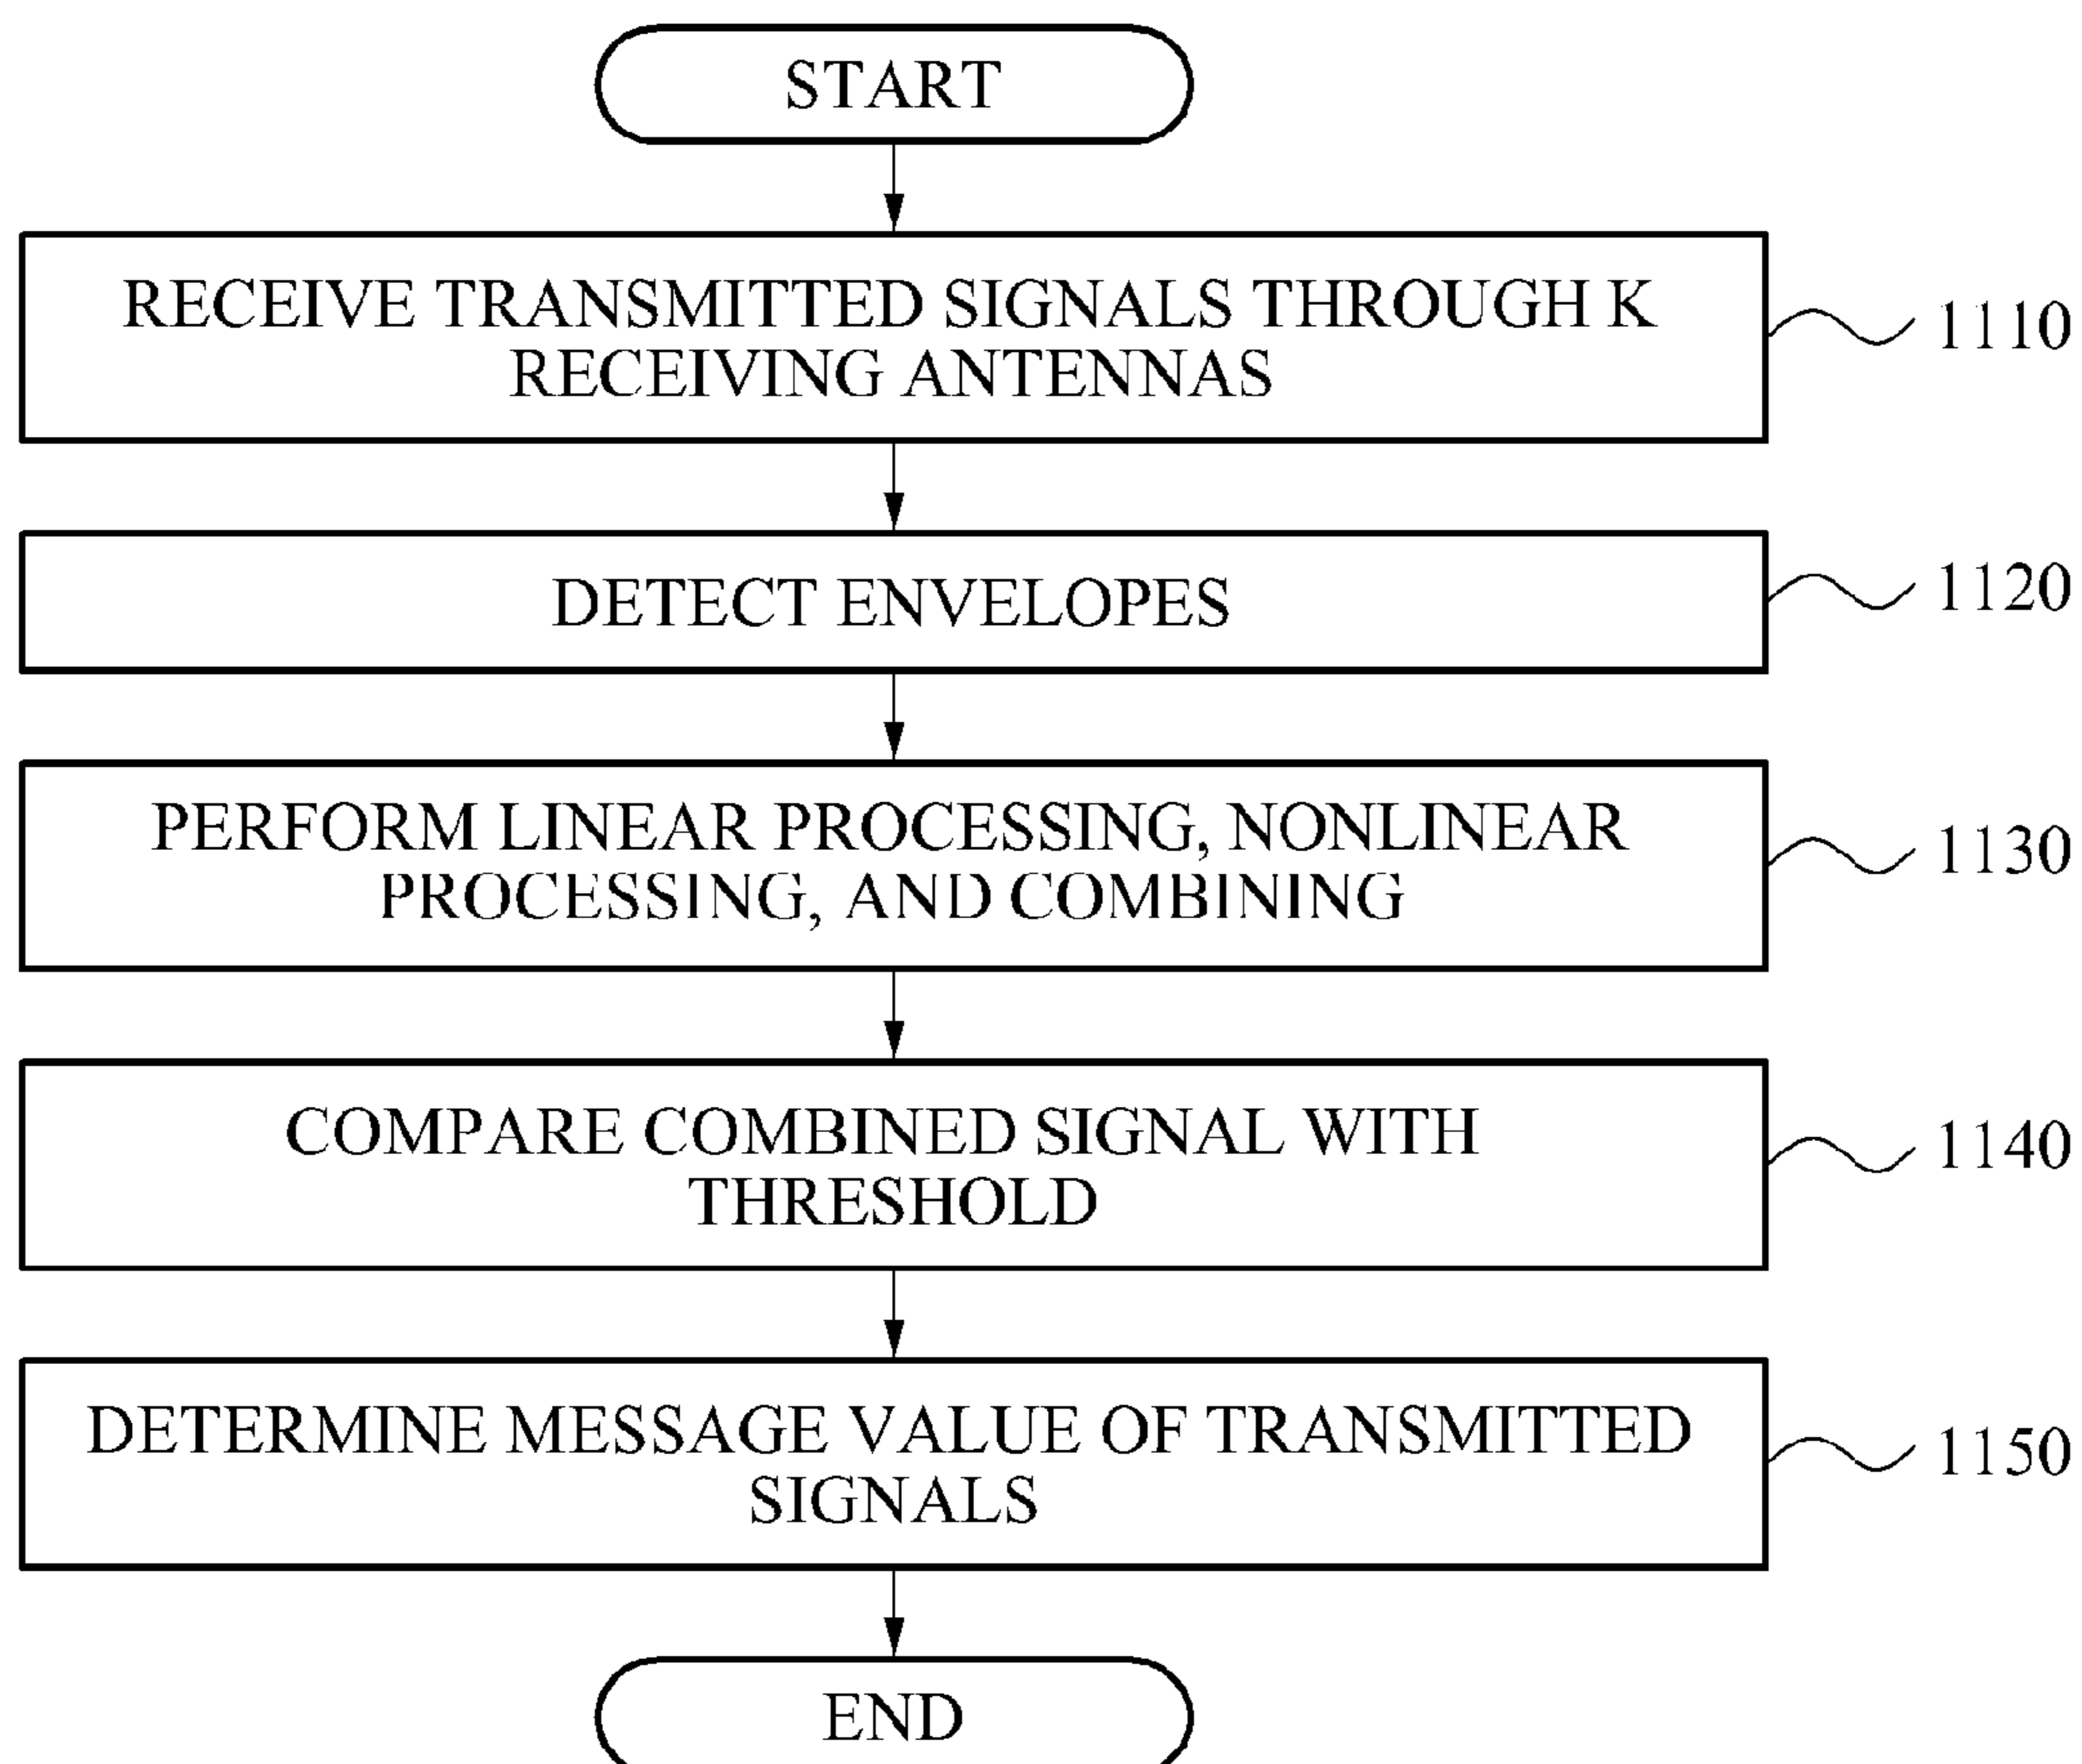 START
RECEIVE TRANSMITTED SIGNALS THROUGH K
RECEIVING ANTENNAS
1110
DETECT ENVELOPES
1120
PERFORM LINEAR PROCESSING, NONLINEAR
PROCESSING, AND COMBINING
1130
COMPARE COMBINED SIGNAL WITH
THRESHOLD
1140
DETERMINE MESSAGE VALUE OF TRANSMITTED
SIGNALS
1150
END